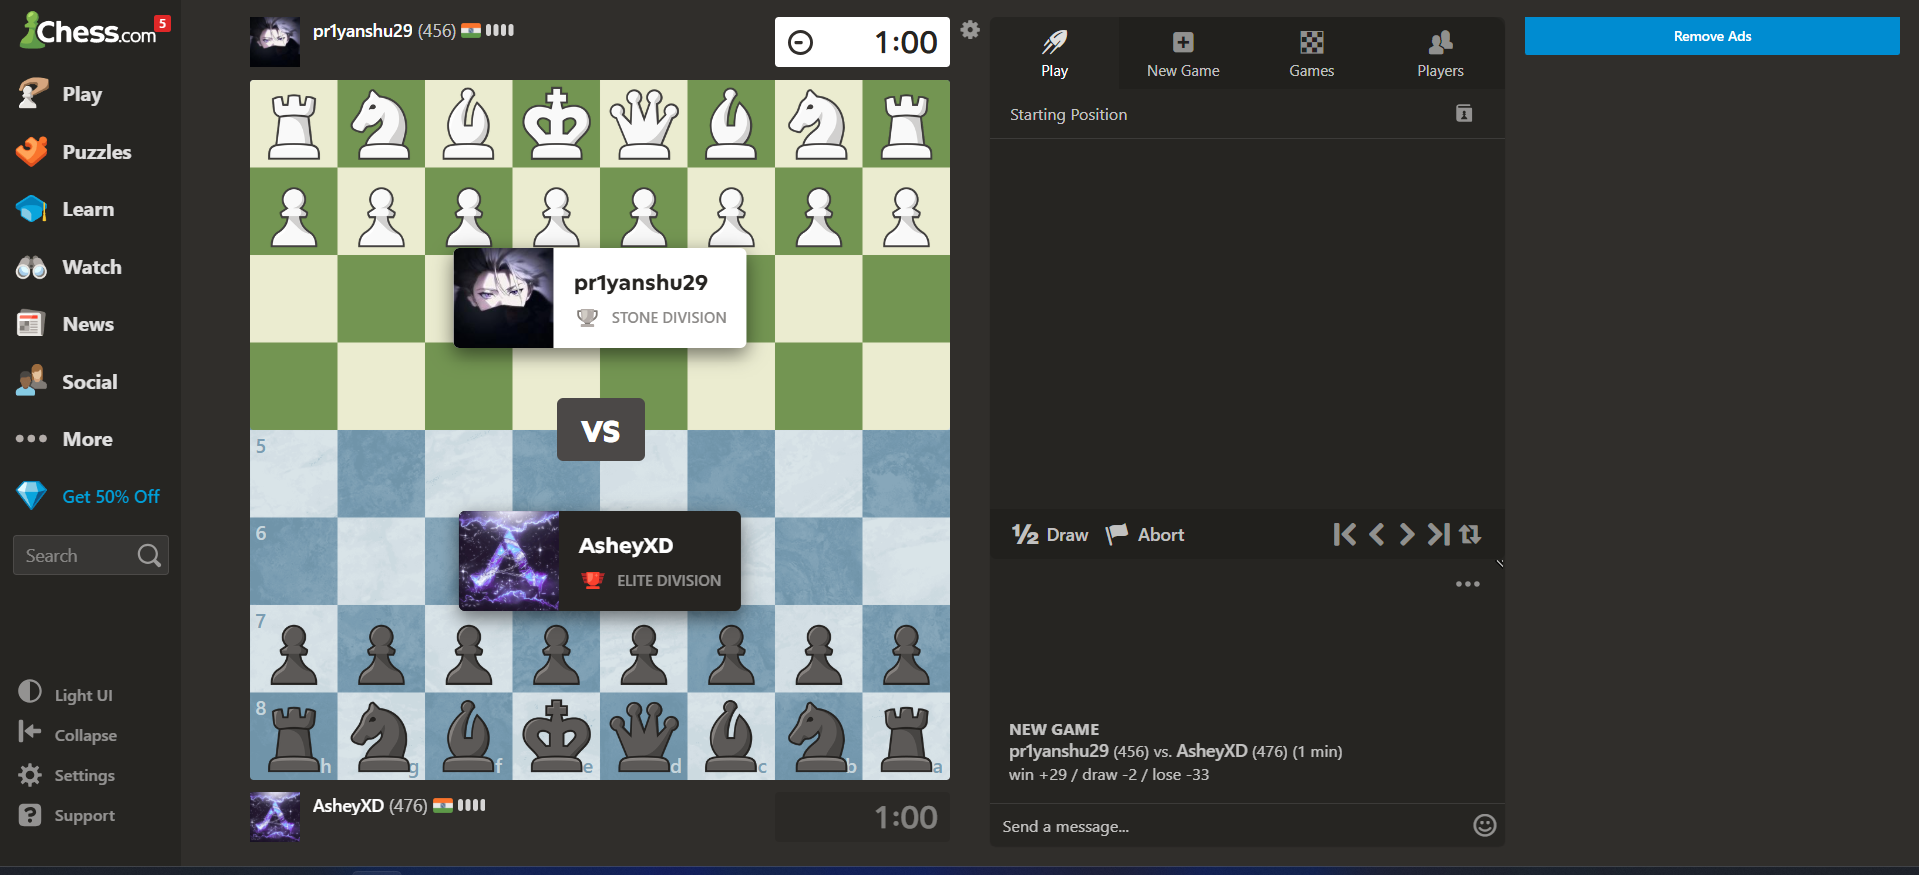 Chess.com
5
Play
Puzzles
Learn
Watch
News
Social
More
Get 50% Off
Search
Light UI
Collapse
Settings
Support
pr1yanshu29 (456)
1:00
pr1yanshu29
STONE DIVISION
VS
AsheyXD
ELITE DIVISION
5
6
7
8
h g f e d c b a
AsheyXD (476)
1:00
Play
New Game
Games
Players
Starting Position
½ Draw
Abort
NEW GAME
pr1yanshu29 (456) vs. AsheyXD (476) (1 min)
win +29 / draw -2 / lose -33
Send a message...
Remove Ads